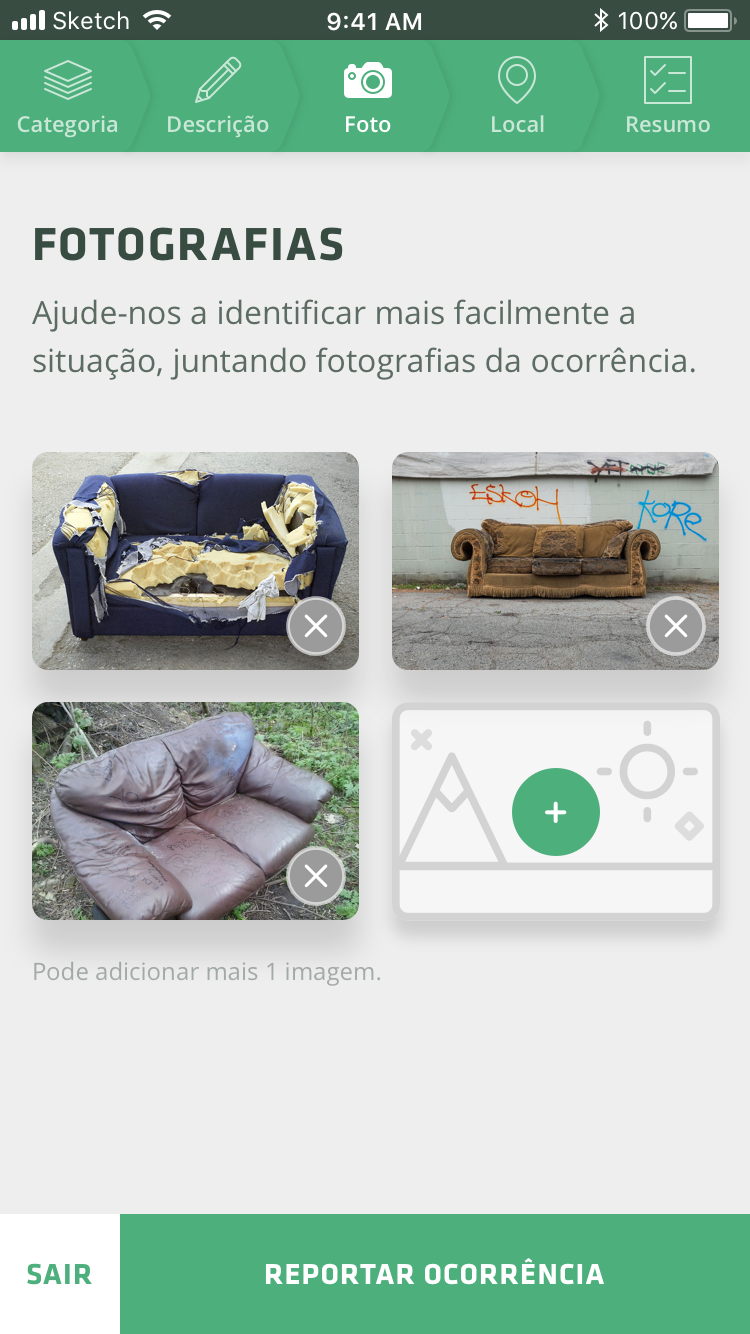 Sketch 9:41 AM 100%
Categoria Descrição Foto Local Resumo
FOTOGRAFIAS
Ajude-nos a identificar mais facilmente a
situação, juntando fotografias da ocorrência.
ESKOH
KORE
Pode adicionar mais 1 imagem.
SAIR REPORTAR OCORRÊNCIA